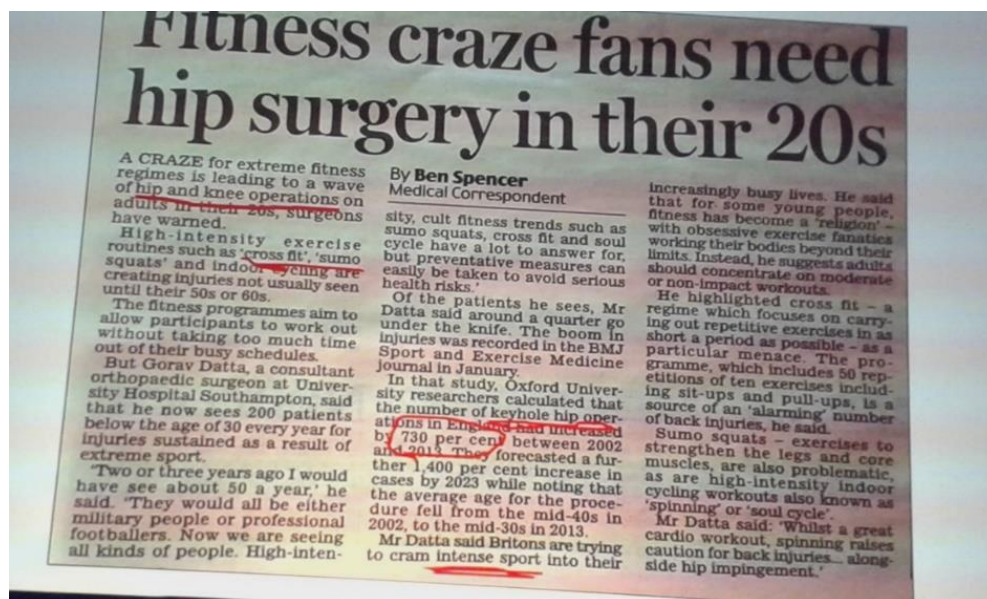 Fitness craze fans need
hip surgery in their 20s
A CRAZE for extreme fitness
regimes is leading to a wave
of hip and knee operations on
adults in their 20s, surgeons
have warned.
High-intensity exercise
routines such as 'cross fit', 'sumo
squats' and indoor cycling are
creating injuries not usually seen
until their 50s or 60s.
The fitness programmes aim to
allow participants to work out
without taking too much time
out of their busy schedules.
But Gorav Datta, a consultant
orthopaedic surgeon at Univer-
sity Hospital Southampton, said
that he now sees 200 patients
below the age of 30 every year for
injuries sustained as a result of
extreme sport.
'Two or three years ago I would
have see about 50 a year,' he
said. 'They would all be either
military people or professional
footballers. Now we are seeing
all kinds of people. High-inten-
By Ben Spencer
Medical Correspondent
sity, cult fitness trends such as
sumo squats, cross fit and soul
cycle have a lot to answer for,
but preventative measures can
easily be taken to avoid serious
health risks.'
Of the patients he sees, Mr
Datta said around a quarter go
under the knife. The boom in
injuries was recorded in the BMJ
Sport and Exercise Medicine
journal in January.
In that study, Oxford Univer-
sity researchers calculated that
the number of keyhole hip oper-
ations in England had increased
by 730 per cent between 2002
and 2013. They forecasted a fur-
ther 1,400 per cent increase in
cases by 2023 while noting that
the average age for the proce-
dure fell from the mid-40s in
2002, to the mid-30s in 2013.
Mr Datta said Britons are trying
to cram intense sport into their
increasingly busy lives. He said
that for some young people,
fitness has become a 'religion' –
with obsessive exercise fanatics
working their bodies beyond their
limits. Instead, he suggests adults
should concentrate on moderate
or non-impact workouts.
He highlighted cross fit – a
regime which focuses on carry-
ing out repetitive exercises in as
short a period as possible – as a
particular menace. The pro-
gramme, which includes 50 rep-
etitions of ten exercises includ-
ing sit-ups and pull-ups, is a
source of an 'alarming' number
of back injuries, he said.
Sumo squats – exercises to
strengthen the legs and core
muscles, are also problematic,
as are high-intensity indoor
cycling workouts also known as
'spinning' or 'soul cycle'.
Mr Datta said: 'Whilst a great
cardio workout, spinning raises
caution for back injuries... along-
side hip impingement.'